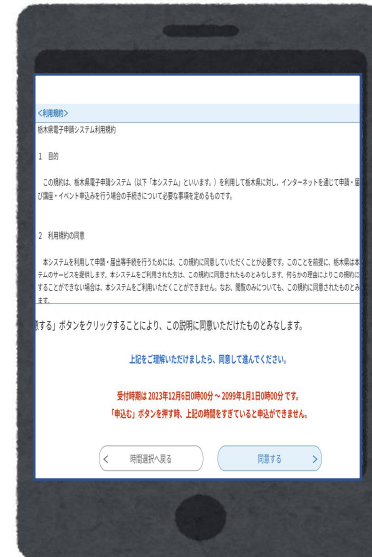 <利用規約>
栃木県電子申請システム利用規約
1 目的
この規約は、栃木県電子申請システム（以下「本システム」といいます。）を利用して栃木県に対し、インターネットを通じて申請・届
び講座・イベント申込みを行う場合の手続きについて必要な事項を定めるものです。
2 利用規約の同意
本システムを利用して申請・届出等手続を行うためには、この規約に同意していただくことが必要です。このことを前提に、栃木県は本
テムのサービスを提供します。本システムをご利用された方は、この規約に同意されたものとみなします。何らかの理由によりこの規約に
することができない場合は、本システムをご利用いただくことができません。なお、閲覧のみについても、この規約に同意されたものとみ
ます。
意する」ボタンをクリックすることにより、この説明に同意いただけたものとみなします。
上記をご理解いただけましたら、同意して進んでください。
受付時期は 2023年12月6日0時00分 ～ 2099年1月1日0時00分 です。
「申込む」ボタンを押す時、上記の時間をすぎていると申込ができません。
< 時間選択へ戻る
同意する >